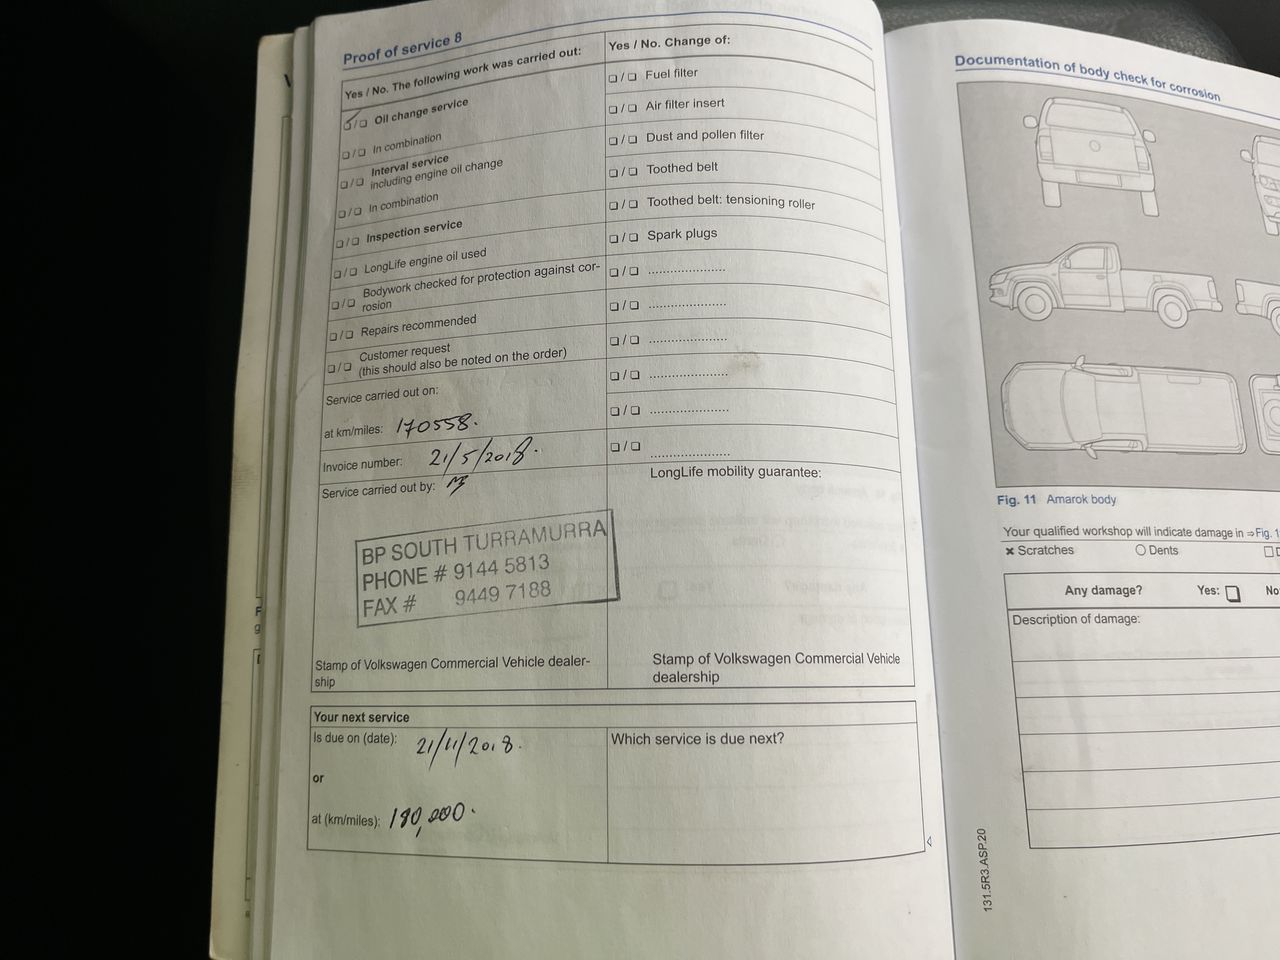 Proof of service 8
Yes / No. The following work was carried out:
❑ / ❑ Oil change service
❑ / ❑ In combination
❑ / ❑ Interval service
including engine oil change
❑ / ❑ In combination
❑ / ❑ Inspection service
❑ / ❑ LongLife engine oil used
❑ / ❑ Bodywork checked for protection against cor-
rosion
❑ / ❑ Repairs recommended
❑ / ❑ Customer request
(this should also be noted on the order)
Service carried out on:
at km/miles: 170558.
Invoice number: 21/5/2018.
Service carried out by:
BP SOUTH TURRAMURRA
PHONE # 9144 5813
FAX # 9449 7188
Stamp of Volkswagen Commercial Vehicle dealer-
ship
Yes / No. Change of:
❑ / ❑ Fuel filter
❑ / ❑ Air filter insert
❑ / ❑ Dust and pollen filter
❑ / ❑ Toothed belt
❑ / ❑ Toothed belt: tensioning roller
❑ / ❑ Spark plugs
❑ / ❑ ......................
❑ / ❑ ......................
❑ / ❑ ......................
❑ / ❑ ......................
❑ / ❑ ......................
❑ / ❑ ......................
LongLife mobility guarantee:
Stamp of Volkswagen Commercial Vehicle
dealership
Your next service
Is due on (date): 21/11/2018.
or
at (km/miles): 180,000.
Which service is due next?
Documentation of body check for corrosion
Fig. 11 Amarok body
Your qualified workshop will indicate damage in ⇒Fig.
× Scratches
○ Dents
Any damage? Yes: ❑ No
Description of damage:
131.5R3.ASP.20